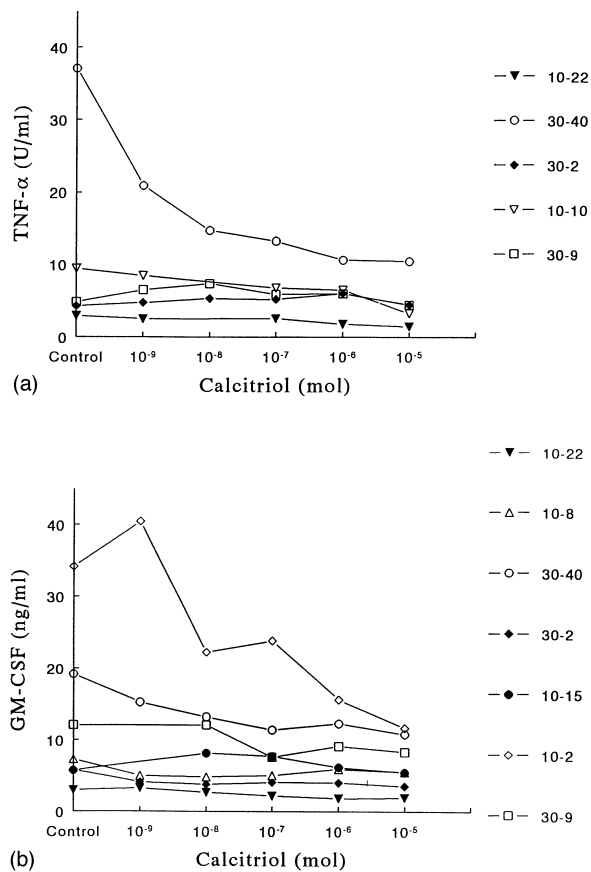 40
30
20
10
0
TNF-α (U/ml)
Control 10⁻⁹ 10⁻⁸ 10⁻⁷ 10⁻⁶ 10⁻⁵
Calcitriol (mol)
(a)
10-22
30-40
30-2
10-10
30-9
40
30
20
10
0
GM-CSF (ng/ml)
Control 10⁻⁹ 10⁻⁸ 10⁻⁷ 10⁻⁶ 10⁻⁵
Calcitriol (mol)
(b)
10-22
10-8
30-40
30-2
10-15
10-2
30-9